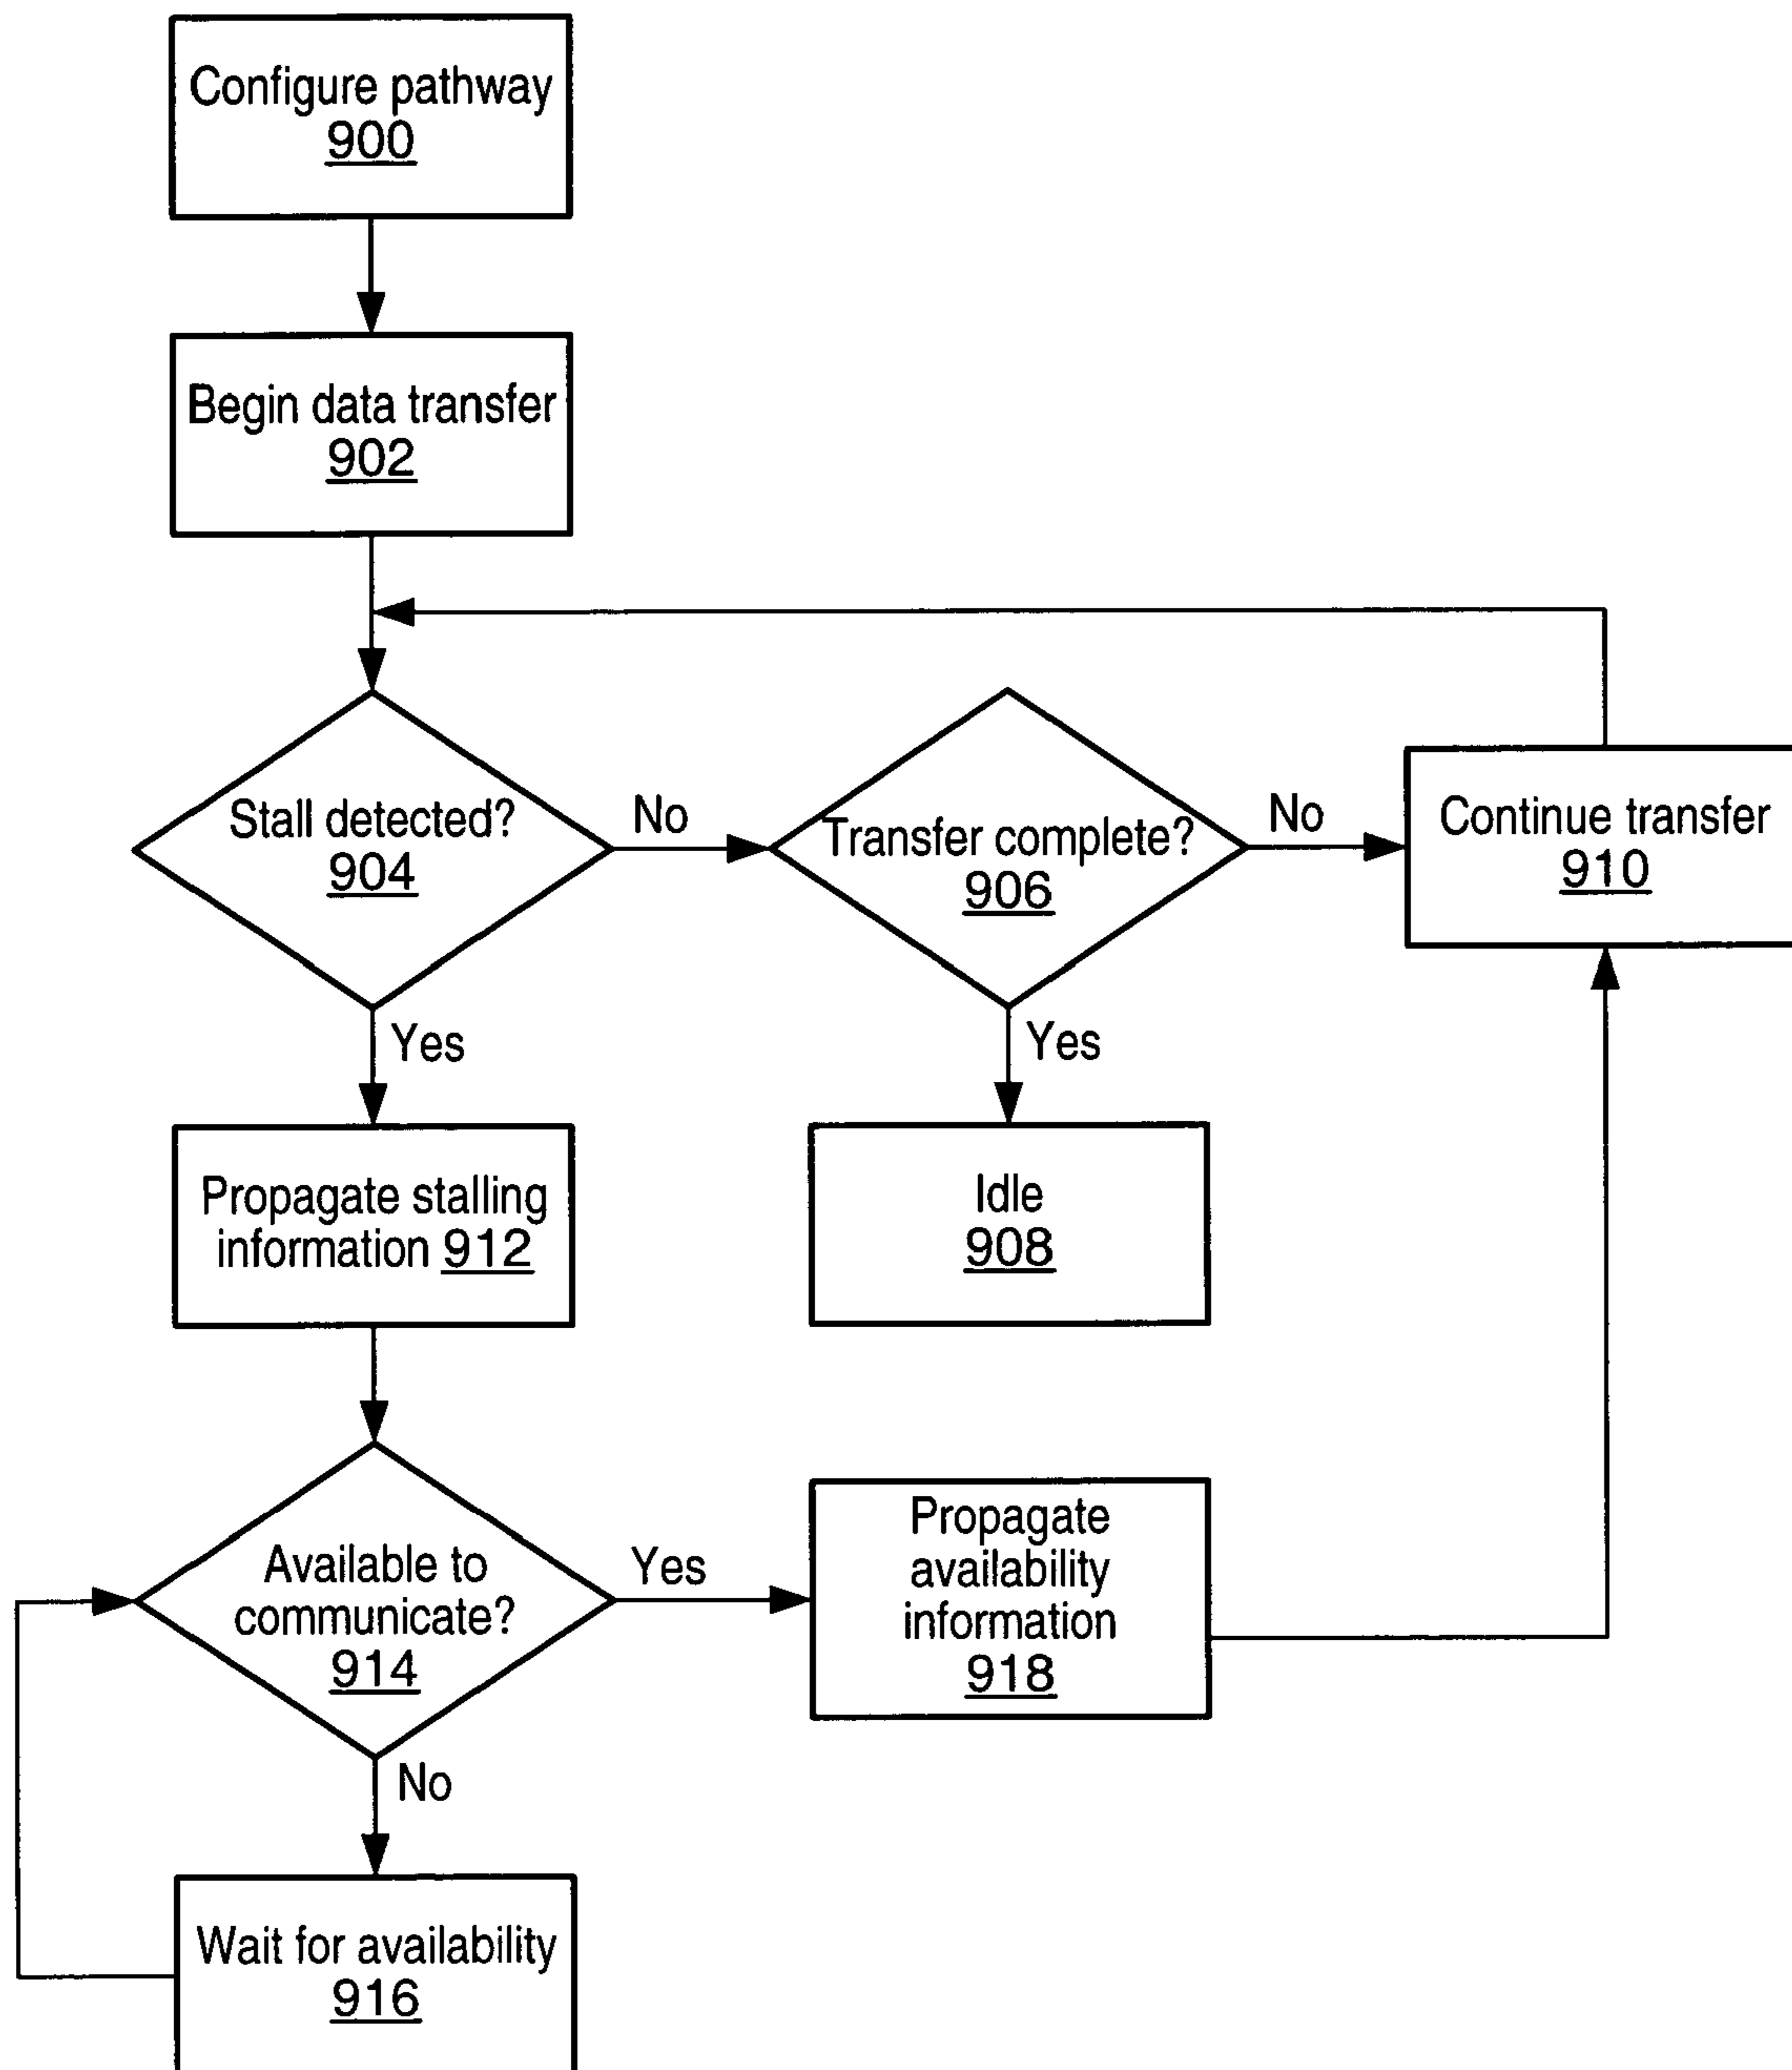 Configure pathway
900
Begin data transfer
902
Stall detected?
904
No
Transfer complete?
906
No
Continue transfer
910
Yes
Yes
Propagate stalling
information 912
Idle
908
Available to
communicate?
914
Yes
Propagate
availability
information
918
No
Wait for availability
916